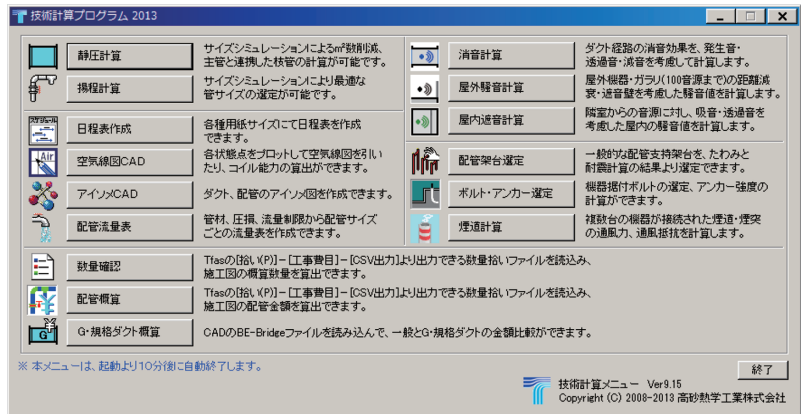 技術計算プログラム 2013
静圧計算
サイズシミュレーションによるm²数削減、
主管と連携した枝管の計算が可能です。
揚程計算
サイズシミュレーションにより最適な
管サイズの選定が可能です。
日程表作成
各種用紙サイズにて日程表を作成
できます。
Air
空気線図CAD
各状態点をプロットして空気線図を引い
たり、コイル能力の算出ができます。
アイソメCAD
ダクト、配管のアイソメ図を作成できます。
配管流量表
管材、圧損、流量制限から配管サイズ
ごとの流量表を作成できます。
消音計算
ダクト経路の消音効果を、発生音・
透過音・減音を考慮して計算します。
屋外騒音計算
屋外機器・ガラリ(100音源まで)の距離減
衰・遮音壁を考慮した騒音値を計算します。
屋内遮音計算
隣室からの音源に対し、吸音・透過音を
考慮した屋内の騒音値を計算します。
配管架台選定
一般的な配管支持架台を、たわみと
耐震計算の結果より選定できます。
ボルト・アンカー選定
機器据付ボルトの選定、アンカー強度の
計算ができます。
煙道計算
複数台の機器が接続された煙道・煙突
の通風力、通風抵抗を計算します。
数量確認
Tfasの[拾い(P)]－[工事費目]－[CSV出力]より出力できる数量拾いファイルを読込み、
施工図の概算数量を算出できます。
配管概算
Tfasの[拾い(P)]－[工事費目]－[CSV出力]より出力できる数量拾いファイルを読込み、
施工図の配管金額を算出できます。
G
¥
G・規格ダクト概算
CADのBE-Bridgeファイルを読み込んで、一般とG・規格ダクトの金額比較ができます。
※ 本メニューは、起動より10分後に自動終了します。
終了
技術計算メニュー Ver9.15
Copyright (C) 2008-2013 高砂熱学工業株式会社